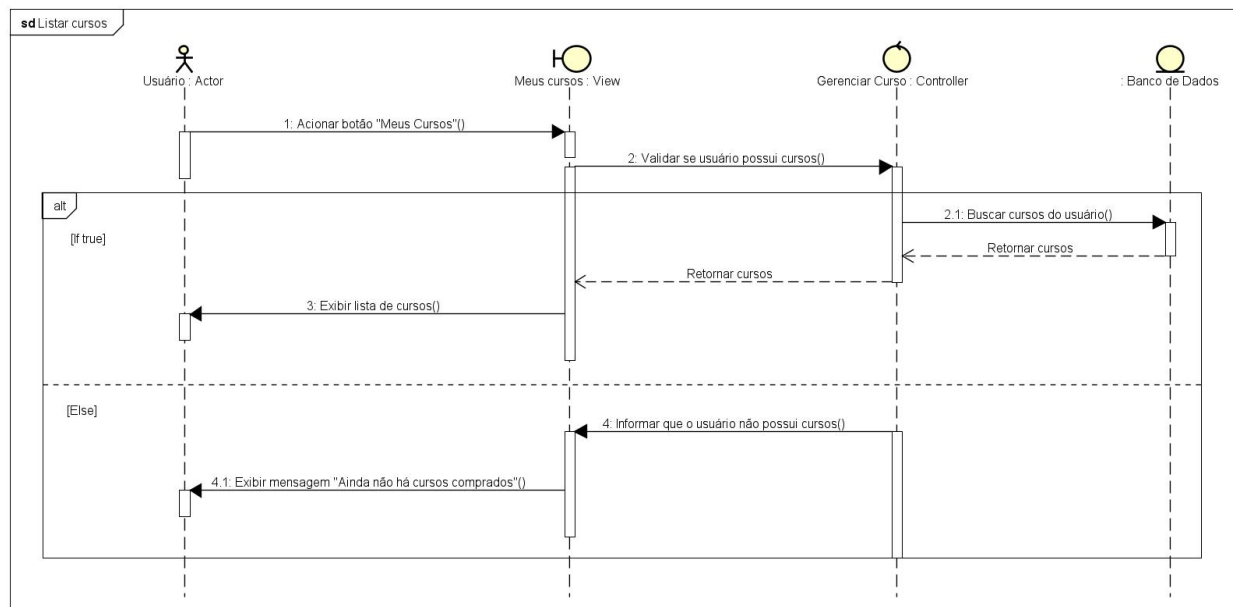 sd Listar cursos
Usuário : Actor
Meus cursos : View
Gerenciar Curso : Controller
: Banco de Dados
1: Acionar botão "Meus Cursos"()
2: Validar se usuário possui cursos()
alt
2.1: Buscar cursos do usuário()
[If true]
Retornar cursos
Retornar cursos
3: Exibir lista de cursos()
[Else]
4: Informar que o usuário não possui cursos()
4.1: Exibir mensagem "Ainda não há cursos comprados"()